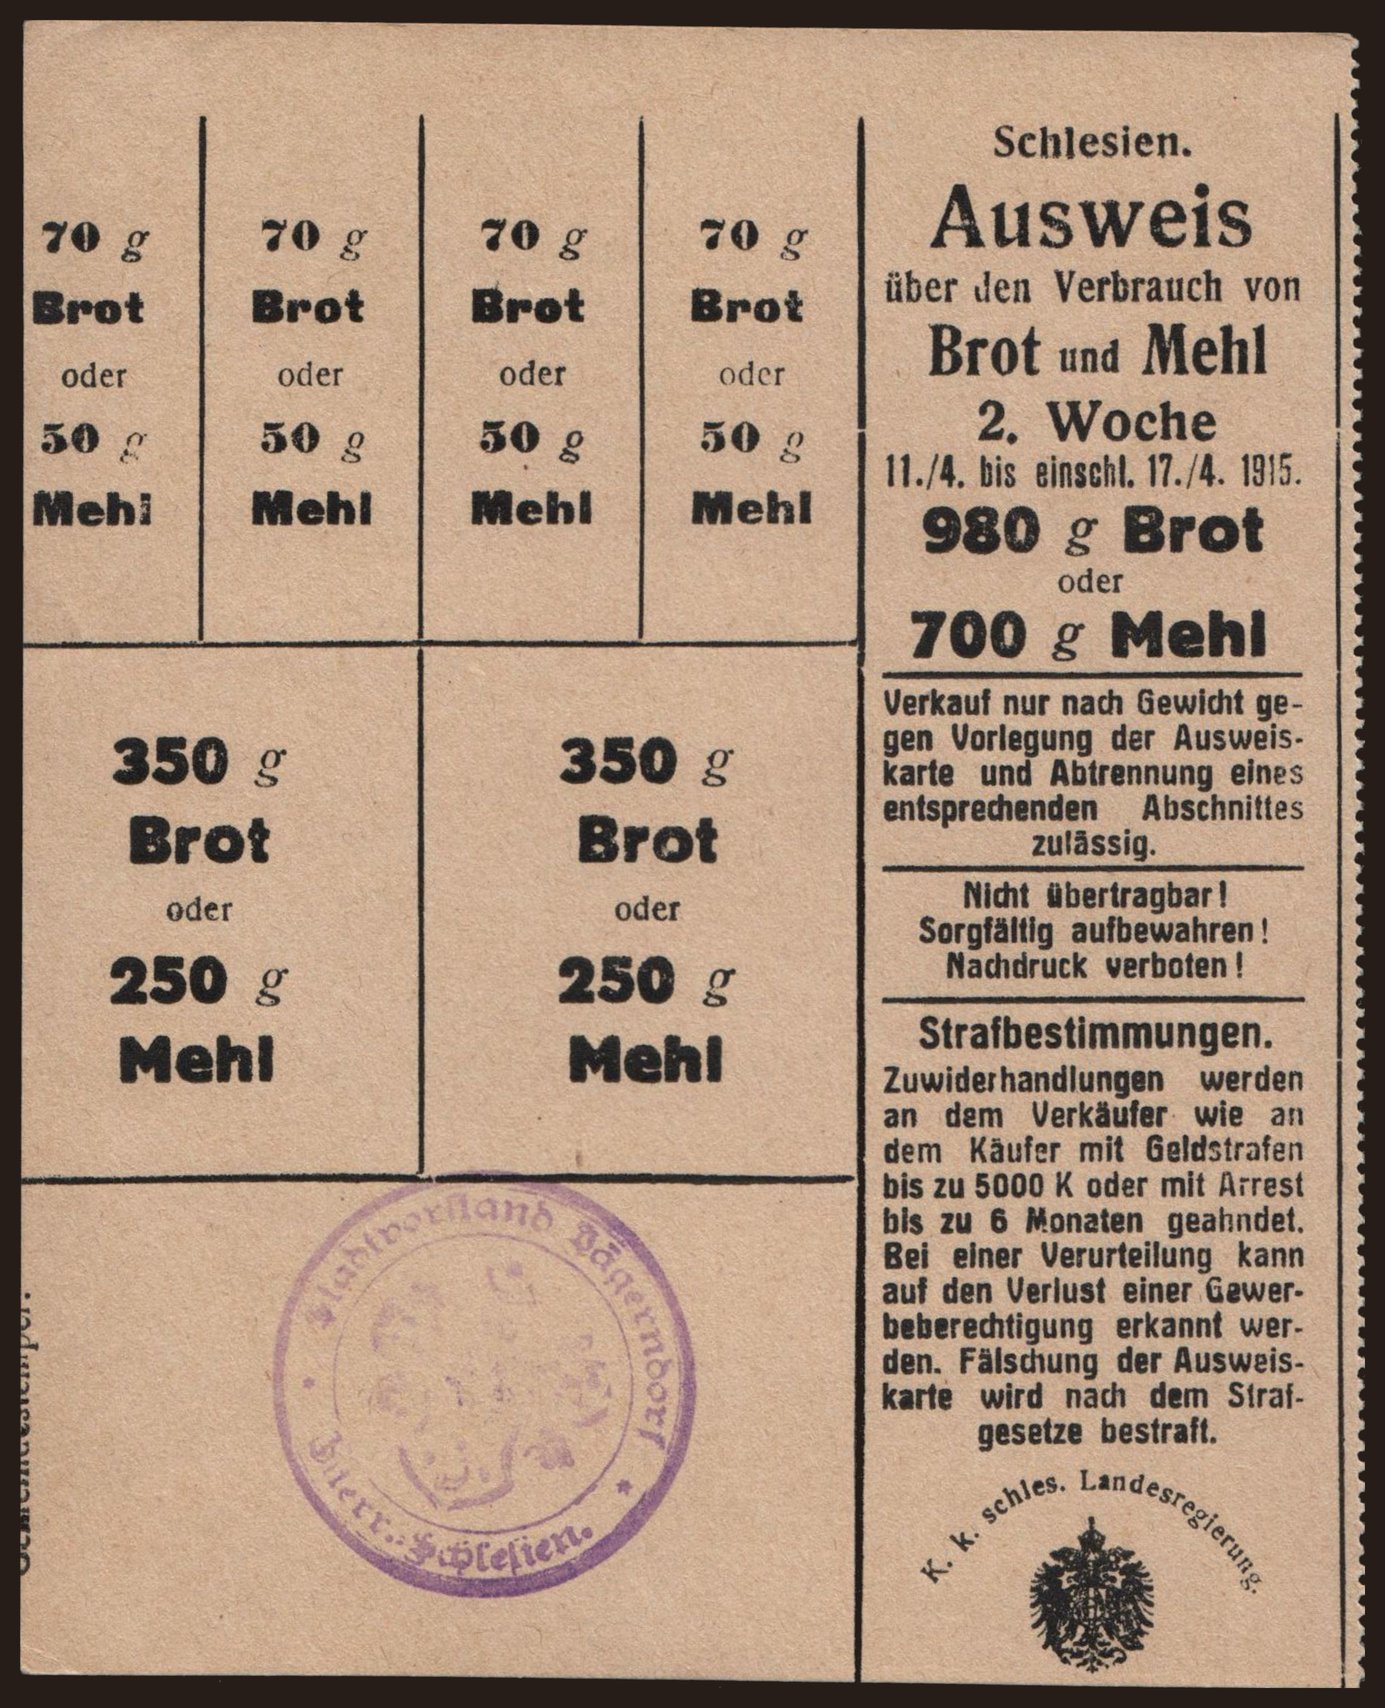 70 g
Brot
oder
50 g
Mehl
70 g
Brot
oder
50 g
Mehl
70 g
Brot
oder
50 g
Mehl
70 g
Brot
oder
50 g
Mehl
350 g
Brot
oder
250 g
Mehl
350 g
Brot
oder
250 g
Mehl
Stadtvorstand Jägerndorf
Österr.-Schlesien.
Schlesien.
Ausweis
über den Verbrauch von
Brot und Mehl
2. Woche
11./4. bis einschl. 17./4. 1915.
980 g Brot
oder
700 g Mehl
Verkauf nur nach Gewicht ge-
gen Vorlegung der Ausweis-
karte und Abtrennung eines
entsprechenden Abschnittes
zulässig.
Nicht übertragbar!
Sorgfältig aufbewahren!
Nachdruck verboten!
Strafbestimmungen.
Zuwiderhandlungen werden
an dem Verkäufer wie an
dem Käufer mit Geldstrafen
bis zu 5000 K oder mit Arrest
bis zu 6 Monaten geahndet.
Bei einer Verurteilung kann
auf den Verlust einer Gewer-
beberechtigung erkannt wer-
den. Fälschung der Ausweis-
karte wird nach dem Straf-
gesetze bestraft.
K. k. schles. Landesregierung.